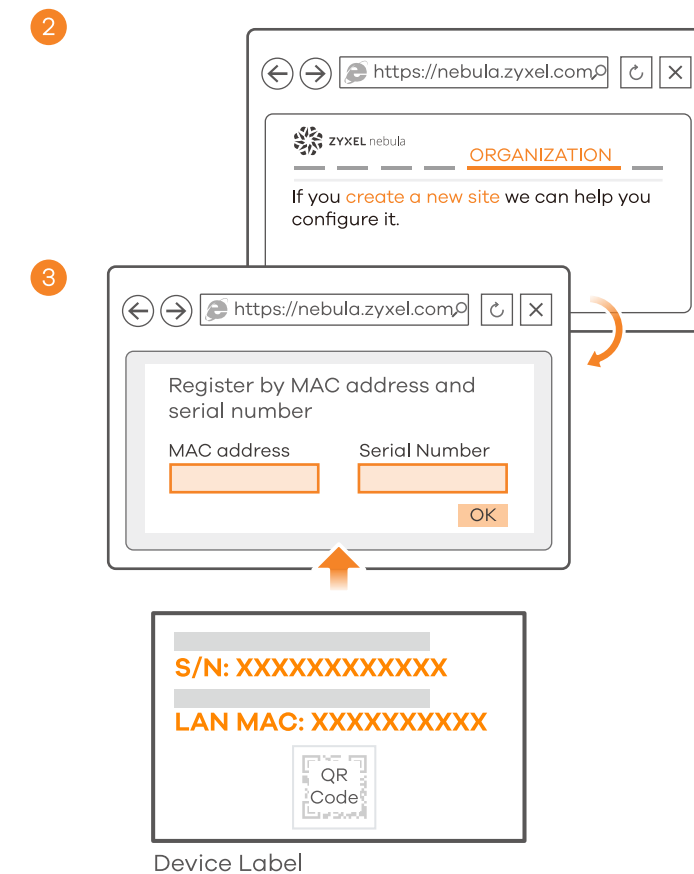 2
https://nebula.zyxel.com
ZYXEL nebula
ORGANIZATION
If you create a new site we can help you
configure it.
3
https://nebula.zyxel.com
Register by MAC address and
serial number
MAC address Serial Number
OK
S/N: XXXXXXXXXXXXX
LAN MAC: XXXXXXXXXX
QR
Code
Device Label